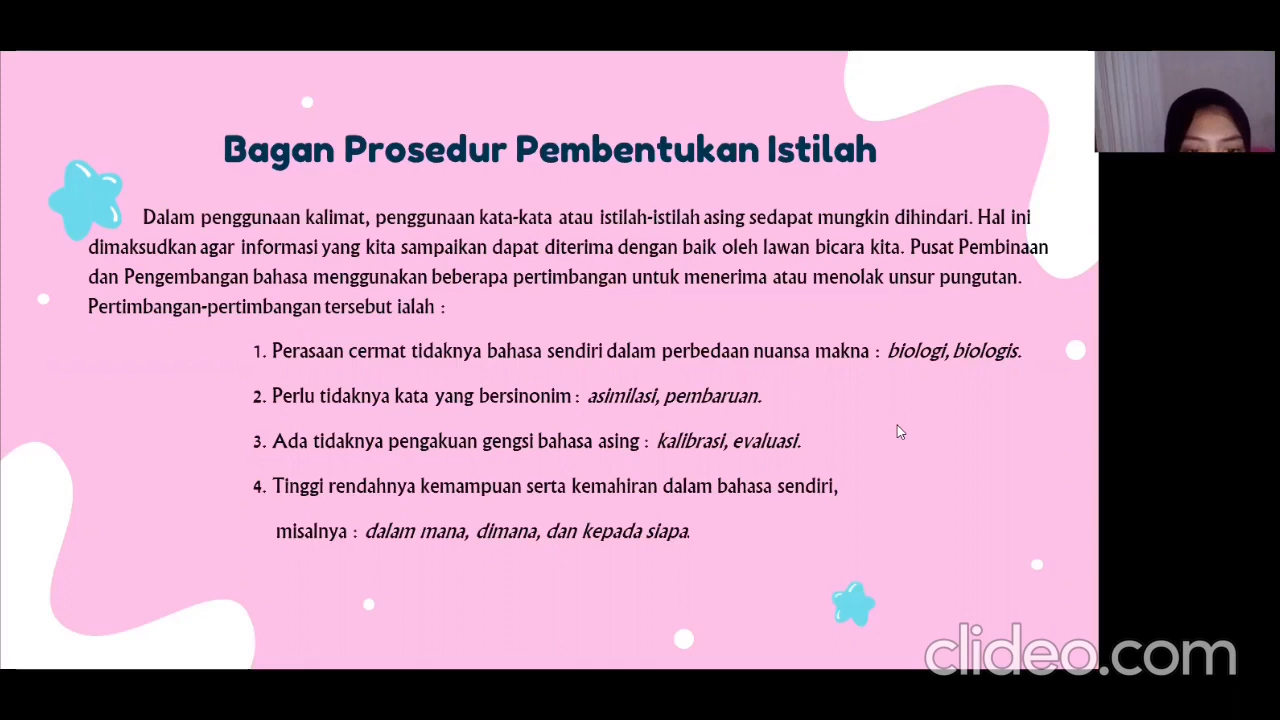 Bagan Prosedur Pembentukan Istilah
Dalam penggunaan kalimat, penggunaan kata-kata atau istilah-istilah asing sedapat mungkin dihindari. Hal ini
dimaksudkan agar informasi yang kita sampaikan dapat diterima dengan baik oleh lawan bicara kita. Pusat Pembinaan
dan Pengembangan bahasa menggunakan beberapa pertimbangan untuk menerima atau menolak unsur pungutan.
Pertimbangan-pertimbangan tersebut ialah :
1. Perasaan cermat tidaknya bahasa sendiri dalam perbedaan nuansa makna : biologi, biologis.
2. Perlu tidaknya kata yang bersinonim : asimilasi, pembaruan.
3. Ada tidaknya pengakuan gengsi bahasa asing : kalibrasi, evaluasi.
4. Tinggi rendahnya kemampuan serta kemahiran dalam bahasa sendiri,
misalnya : dalam mana, dimana, dan kepada siapa.
clideo.com